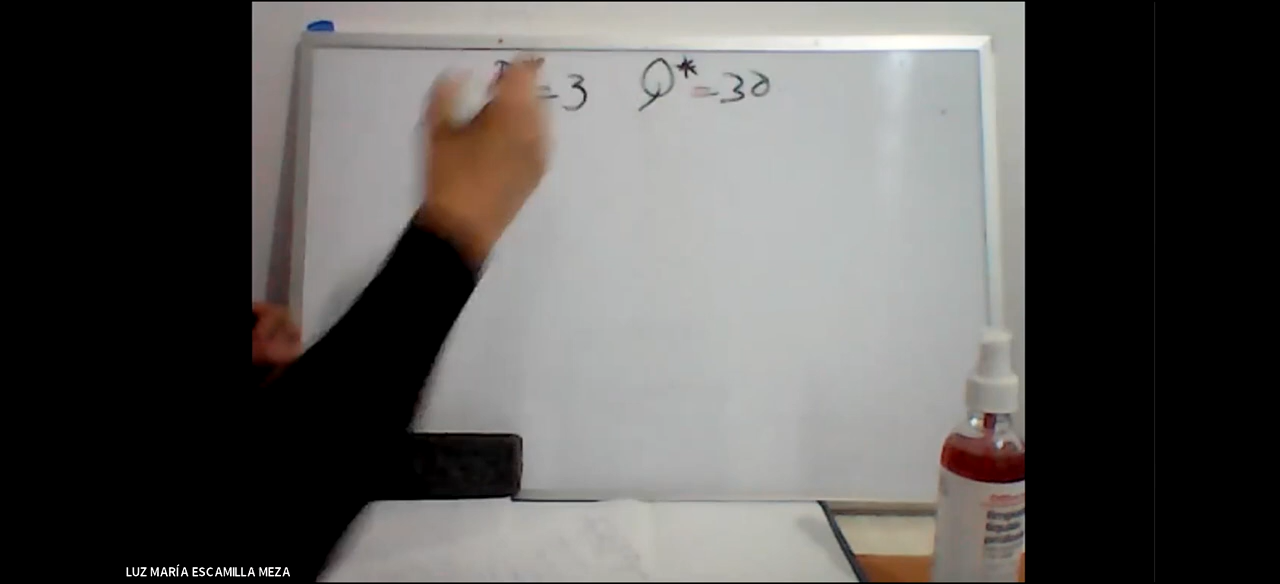 * = 3 Q* = 30
LUZ MARÍA ESCAMILLA MEZA